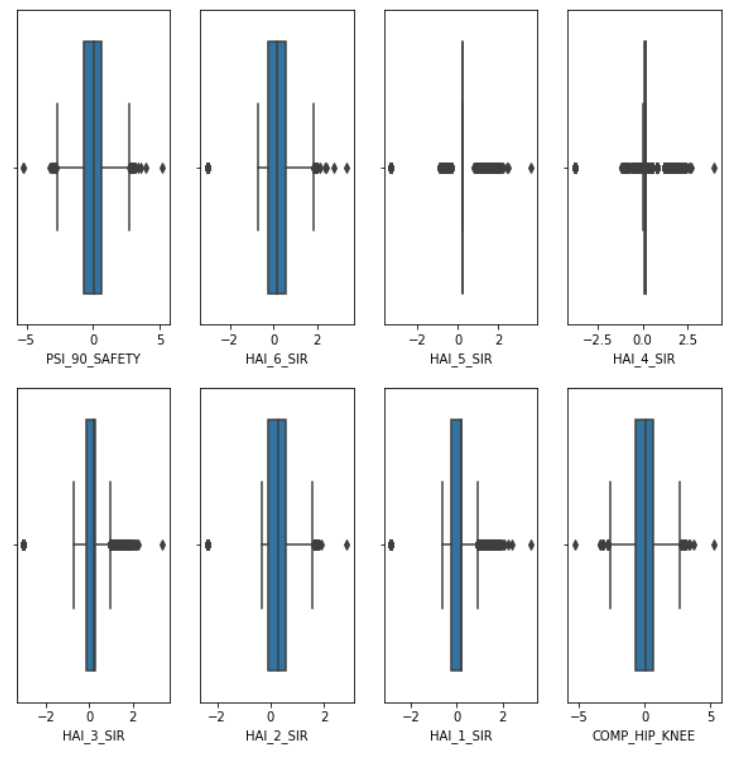 −5 0 5
PSI_90_SAFETY
−2 0 2
HAI_6_SIR
−2 0 2
HAI_5_SIR
−2.5 0.0 2.5
HAI_4_SIR
−2 0 2
HAI_3_SIR
−2 0 2
HAI_2_SIR
−2 0 2
HAI_1_SIR
−5 0 5
COMP_HIP_KNEE